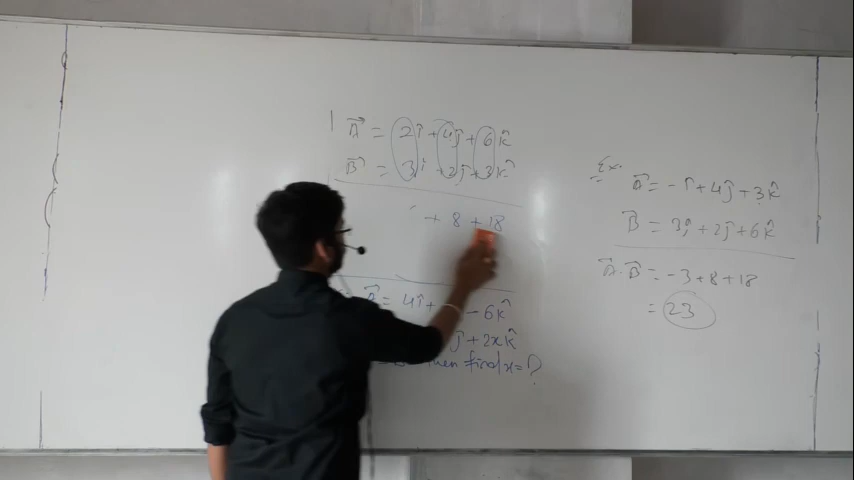 A⃗ = 2î + 4ĵ + 6k̂
B⃗ = 3î + 2ĵ + 3k̂
+ 8 + 18
A⃗ = 4î + - 6k̂
ĵ + 2xk̂
then find x = ?
Ex.
A⃗ = -î + 4ĵ + 3k̂
B⃗ = 3î + 2ĵ + 6k̂
A⃗ . B⃗ = -3 + 8 + 18
= 23